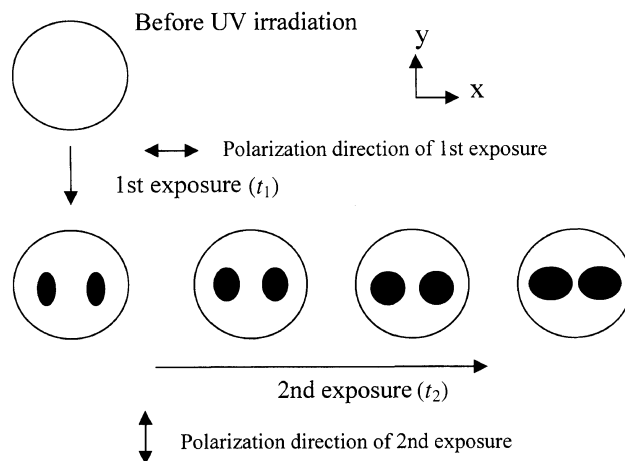 Before UV irradiation
y
x
Polarization direction of 1st exposure
1st exposure (t₁)
2nd exposure (t₂)
Polarization direction of 2nd exposure